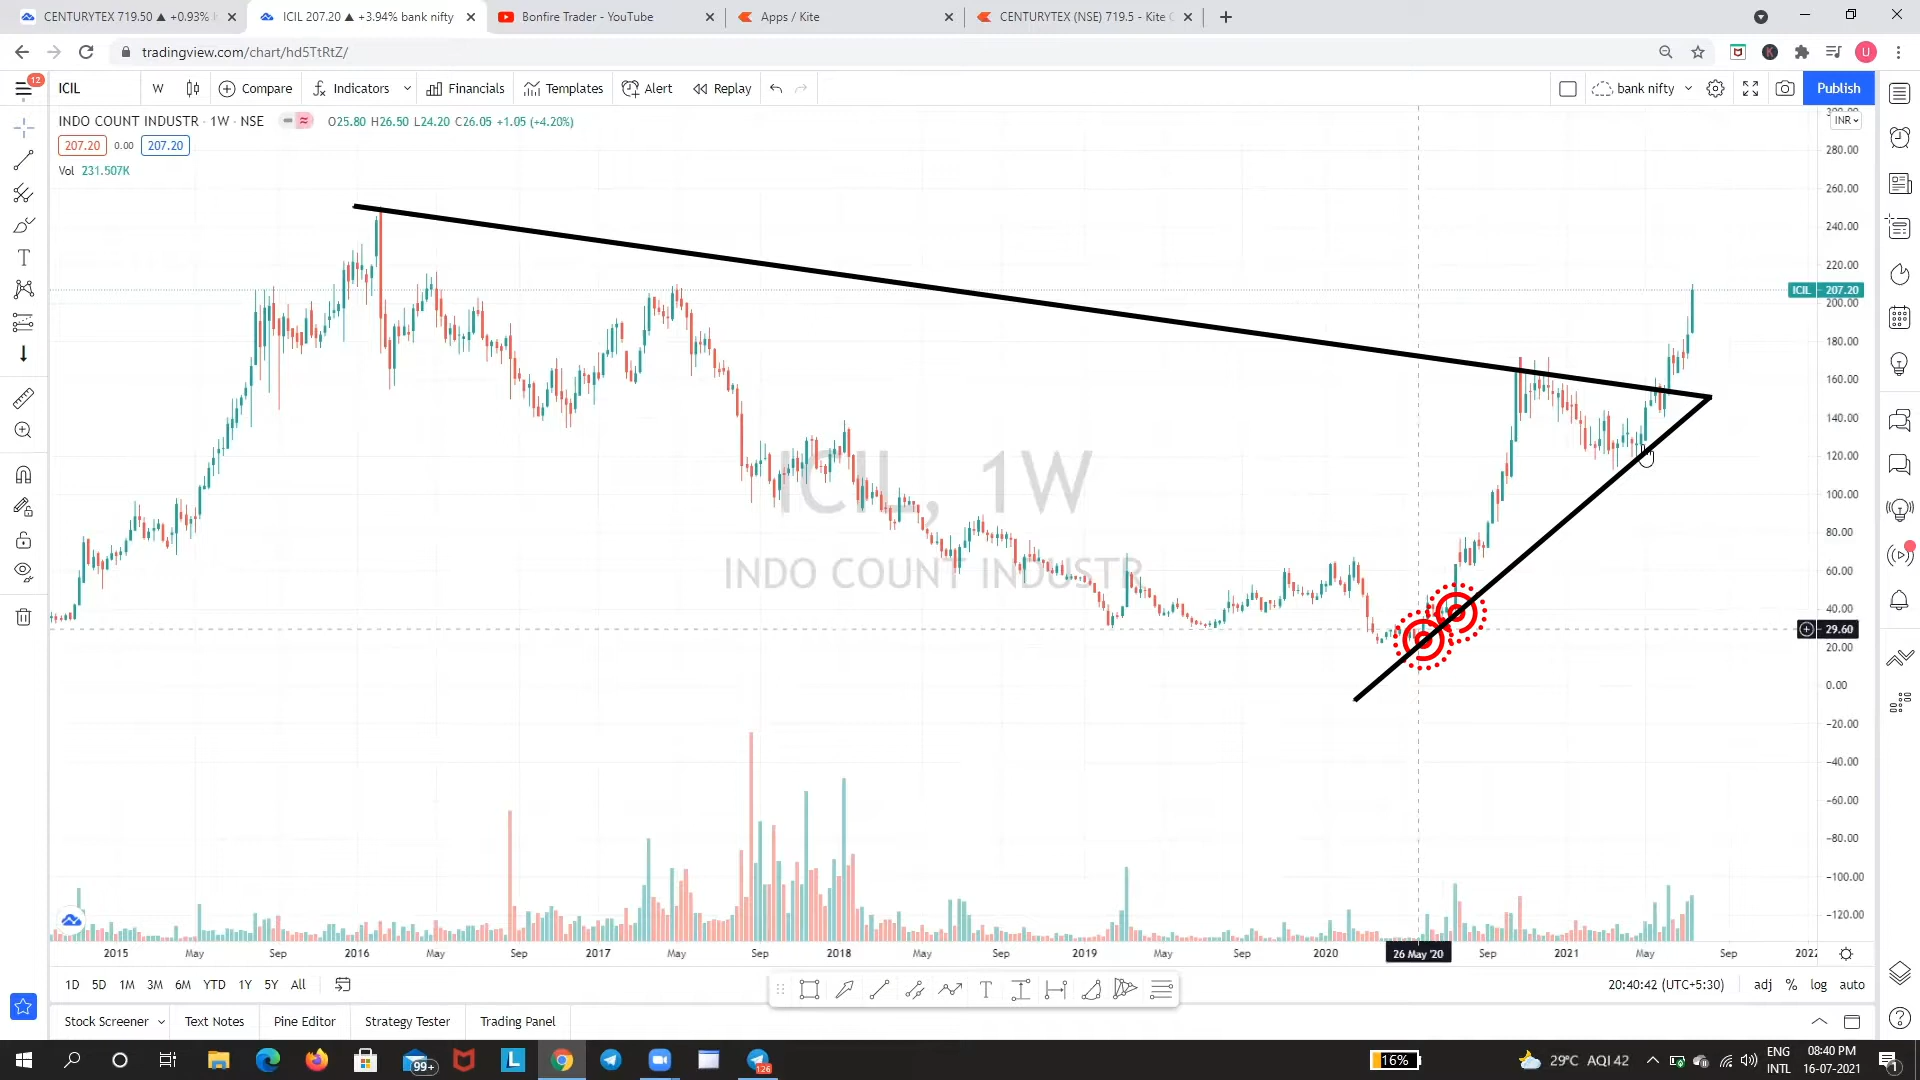 CENTURYTEX 719.50 ▲ +0.93%
ICIL 207.20 ▲ +3.94% bank nifty
Bonfire Trader - YouTube
Apps / Kite
CENTURYTEX (NSE) 719.5 - Kite
tradingview.com/chart/hd5TtRtZ/
U
12
ICIL
W
Compare
Indicators
Financials
Templates
Alert
Replay
bank nifty
Publish
INDO COUNT INDUSTR · 1W · NSE
O25.80 H26.50 L24.20 C26.05 +1.05 (+4.20%)
INR
207.20 0.00 207.20
Vol 231.507K
280.00
260.00
240.00
220.00
ICIL 207.20
200.00
180.00
160.00
140.00
120.00
100.00
80.00
60.00
40.00
29.60
20.00
0.00
−20.00
−40.00
−60.00
−80.00
−100.00
−120.00
ICIL, 1W
INDO COUNT INDUSTR
2015 May Sep 2016 May Sep 2017 May Sep 2018 May Sep 2019 May Sep 2020 26 May '20 Sep 2021 May Sep 2022
1D 5D 1M 3M 6M YTD 1Y 5Y All
20:40:42 (UTC+5:30) adj % log auto
Stock Screener Text Notes Pine Editor Strategy Tester Trading Panel
99+
L
126
16%
29°C AQI 42
ENG
INTL
08:40 PM
16-07-2021
1